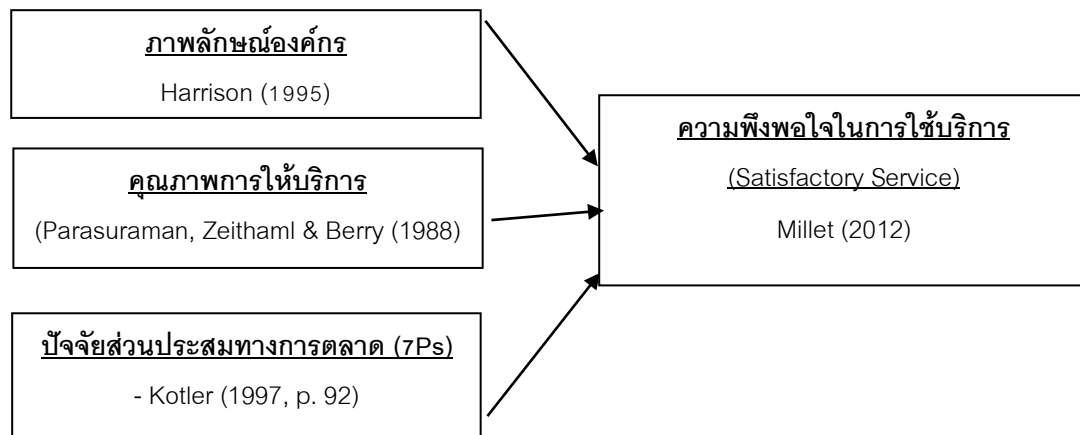 ภาพลักษณ์องค์กร
Harrison (1995)
คุณภาพการให้บริการ
(Parasuraman, Zeithaml & Berry (1988)
ปัจจัยส่วนประสมทางการตลาด (7Ps)
- Kotler (1997, p. 92)
ความพึงพอใจในการใช้บริการ
(Satisfactory Service)
Millet (2012)